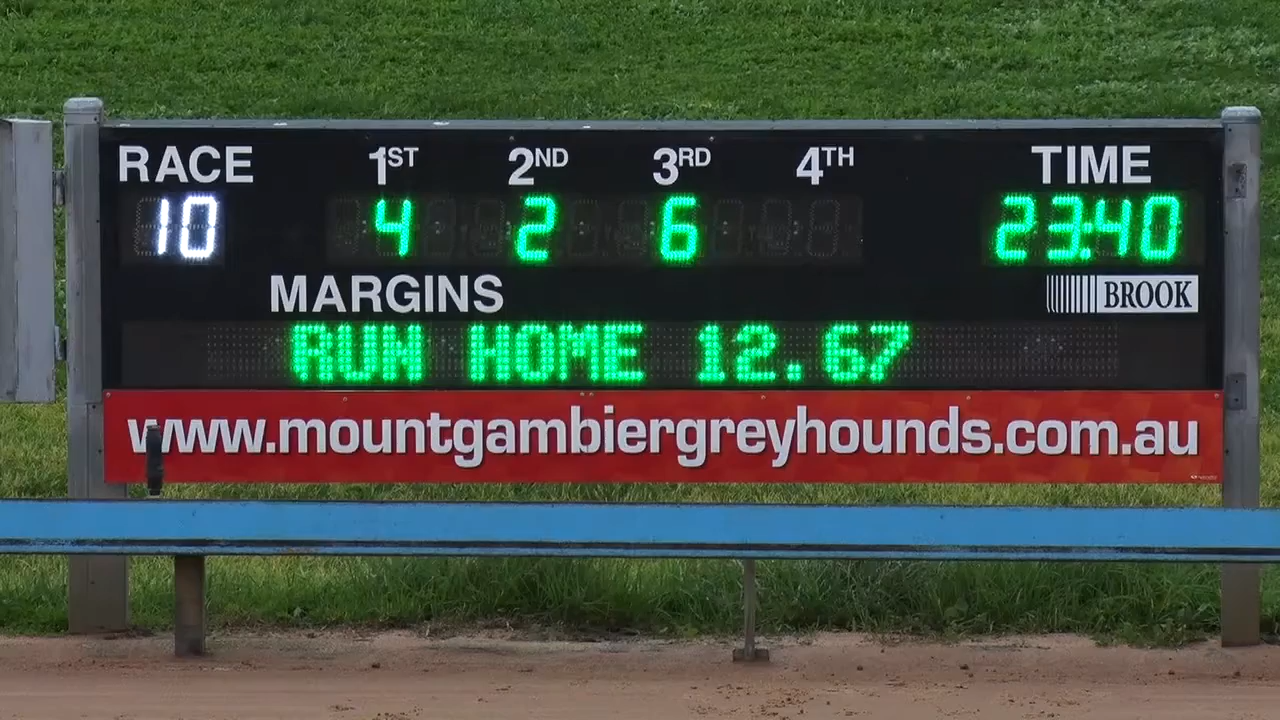 RACE 1ST 2ND 3RD 4TH TIME
10 4 2 6 23:40
MARGINS BROOK
RUN HOME 12.67
www.mountgambiergreyhounds.com.au